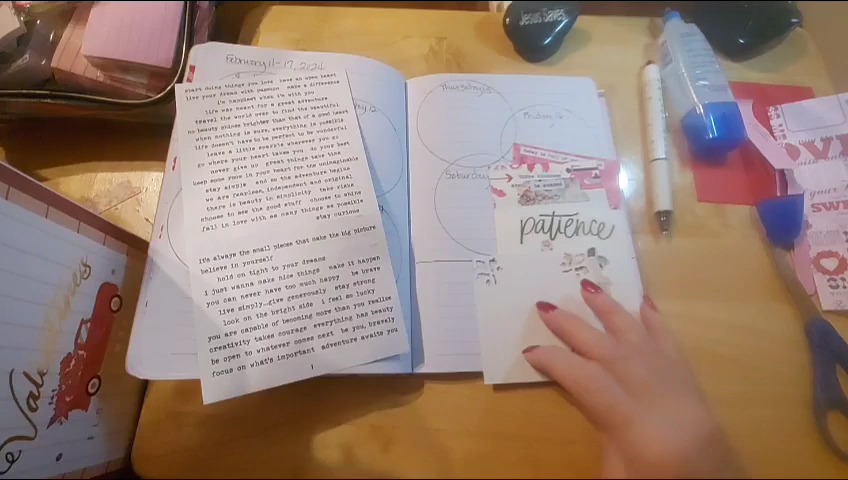 Jesus Saves
February 11-17, 2024
start doing things you love have an open heart
live your dream with passion make a difference
i'm happiest when i'm with you
life was meant for a great adventure
travel the world over to find the beautiful
no beauty shines brighter than that of a good heart
when nothing is sure, everything is possible
life doesn't have to be perfect to be wonderful
leave a little sparkle wherever you go
go where your heart takes you do your best
never give up great things take time
keep some room in your heart for the unimaginable
stay simple and so the adventure begins
we are fearless, independent and original
there is beauty in simplicity take risks
choose to see the good stuff choose to shine
fall in love with as many things as possible
stay curious
it's always the small pieces that make the big picture
believe in yourself
hold on tight to your dreams
i just wanna make nice things make it happen
you can never have too much happy be brave
live simply...give generously stay strong
look on the bright side i feel so lucky
you are capable of becoming more than you realize
creativity takes courage everything has beauty
be open to whatever comes next be you, bravely
focus on what's important adventure awaits you
Thursday 15
Friday 16
Saturday
patience